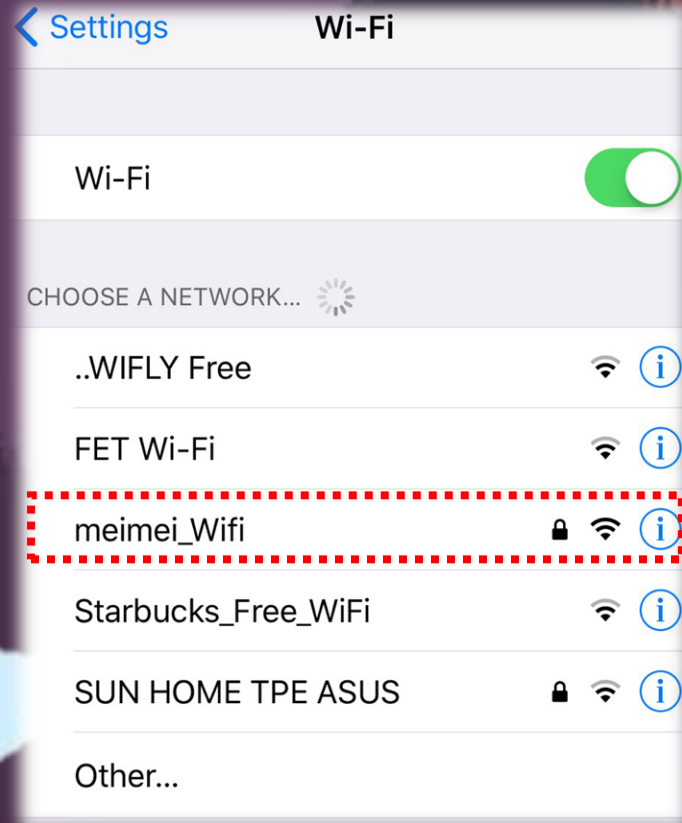 Settings
Wi-Fi
Wi-Fi
CHOOSE A NETWORK...
..WIFLY Free
FET Wi-Fi
meimei_Wifi
Starbucks_Free_WiFi
SUN HOME TPE ASUS
Other...